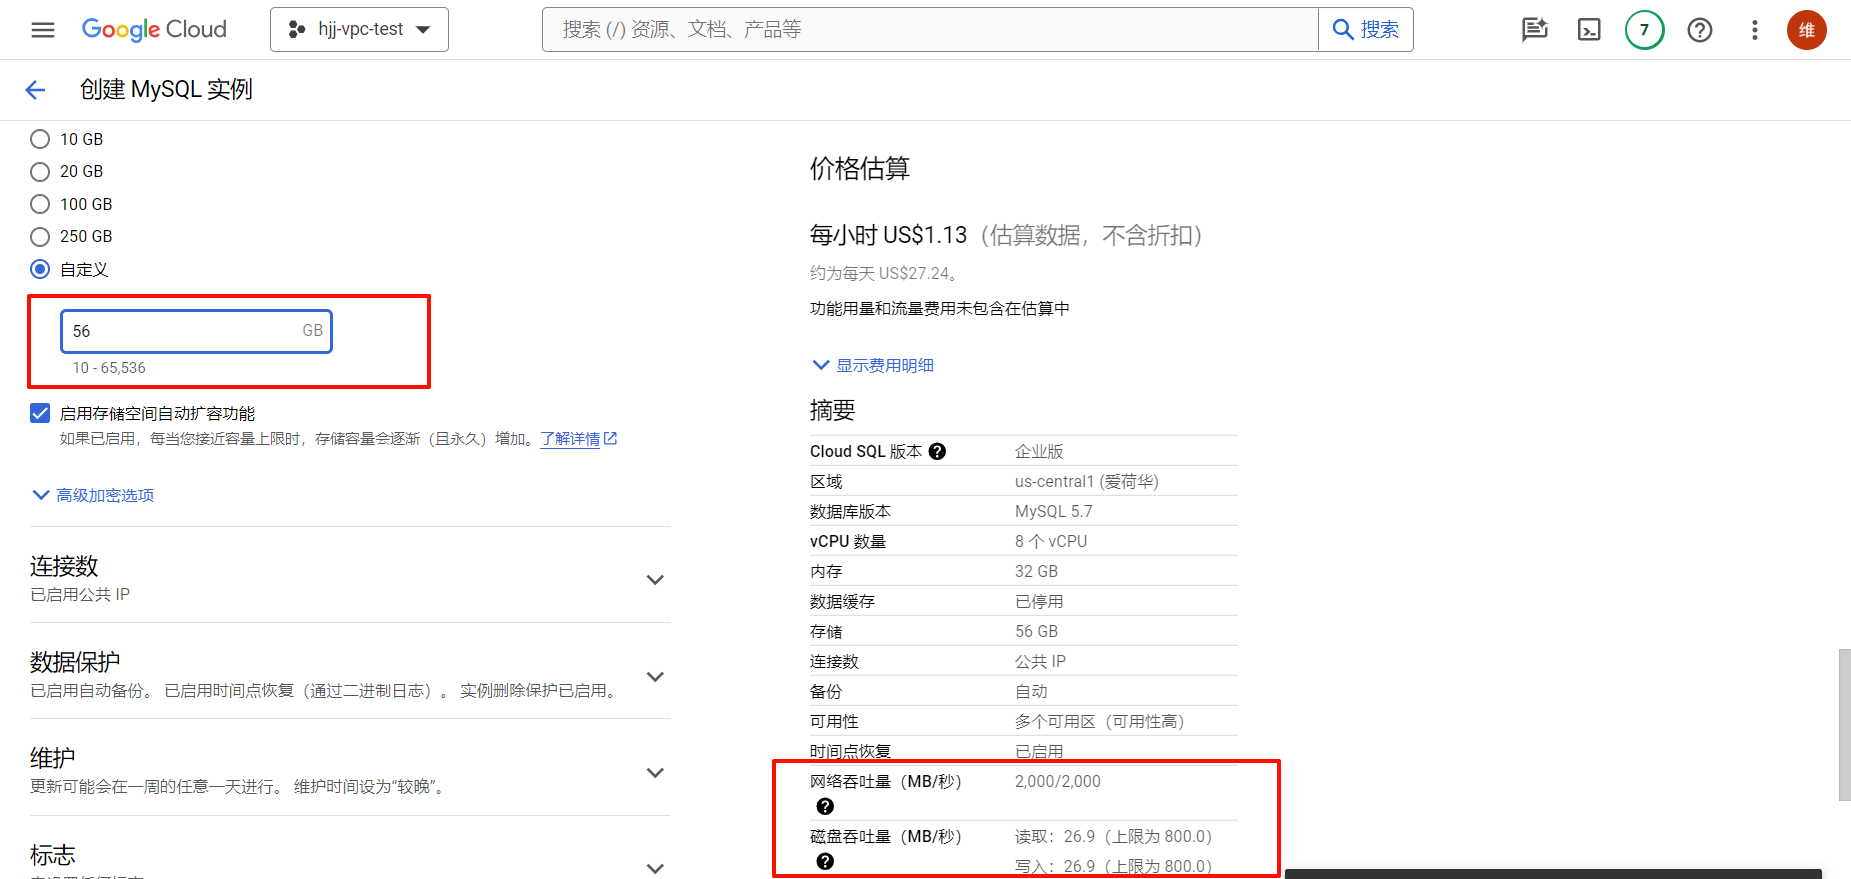 Google Cloud
hjj-vpc-test
搜索 (/) 资源、文档、产品等
搜索
7
维
创建 MySQL 实例
10 GB
20 GB
100 GB
250 GB
自定义
56 GB
10 - 65,536
启用存储空间自动扩容功能
如果已启用，每当您接近容量上限时，存储容量会逐渐（且永久）增加。了解详情
高级加密选项
连接数
已启用公共 IP
数据保护
已启用自动备份。 已启用时间点恢复（通过二进制日志）。 实例删除保护已启用。
维护
更新可能会在一周的任意一天进行。 维护时间设为“较晚”。
标志
价格估算
每小时 US$1.13（估算数据，不含折扣）
约为每天 US$27.24。
功能用量和流量费用未包含在估算中
显示费用明细
摘要
Cloud SQL 版本 企业版
区域 us-central1 (爱荷华)
数据库版本 MySQL 5.7
vCPU 数量 8 个 vCPU
内存 32 GB
数据缓存 已停用
存储 56 GB
连接数 公共 IP
备份 自动
可用性 多个可用区（可用性高）
时间点恢复 已启用
网络吞吐量（MB/秒） 2,000/2,000
磁盘吞吐量（MB/秒） 读取：26.9（上限为 800.0）
写入：26.9（上限为 800.0）